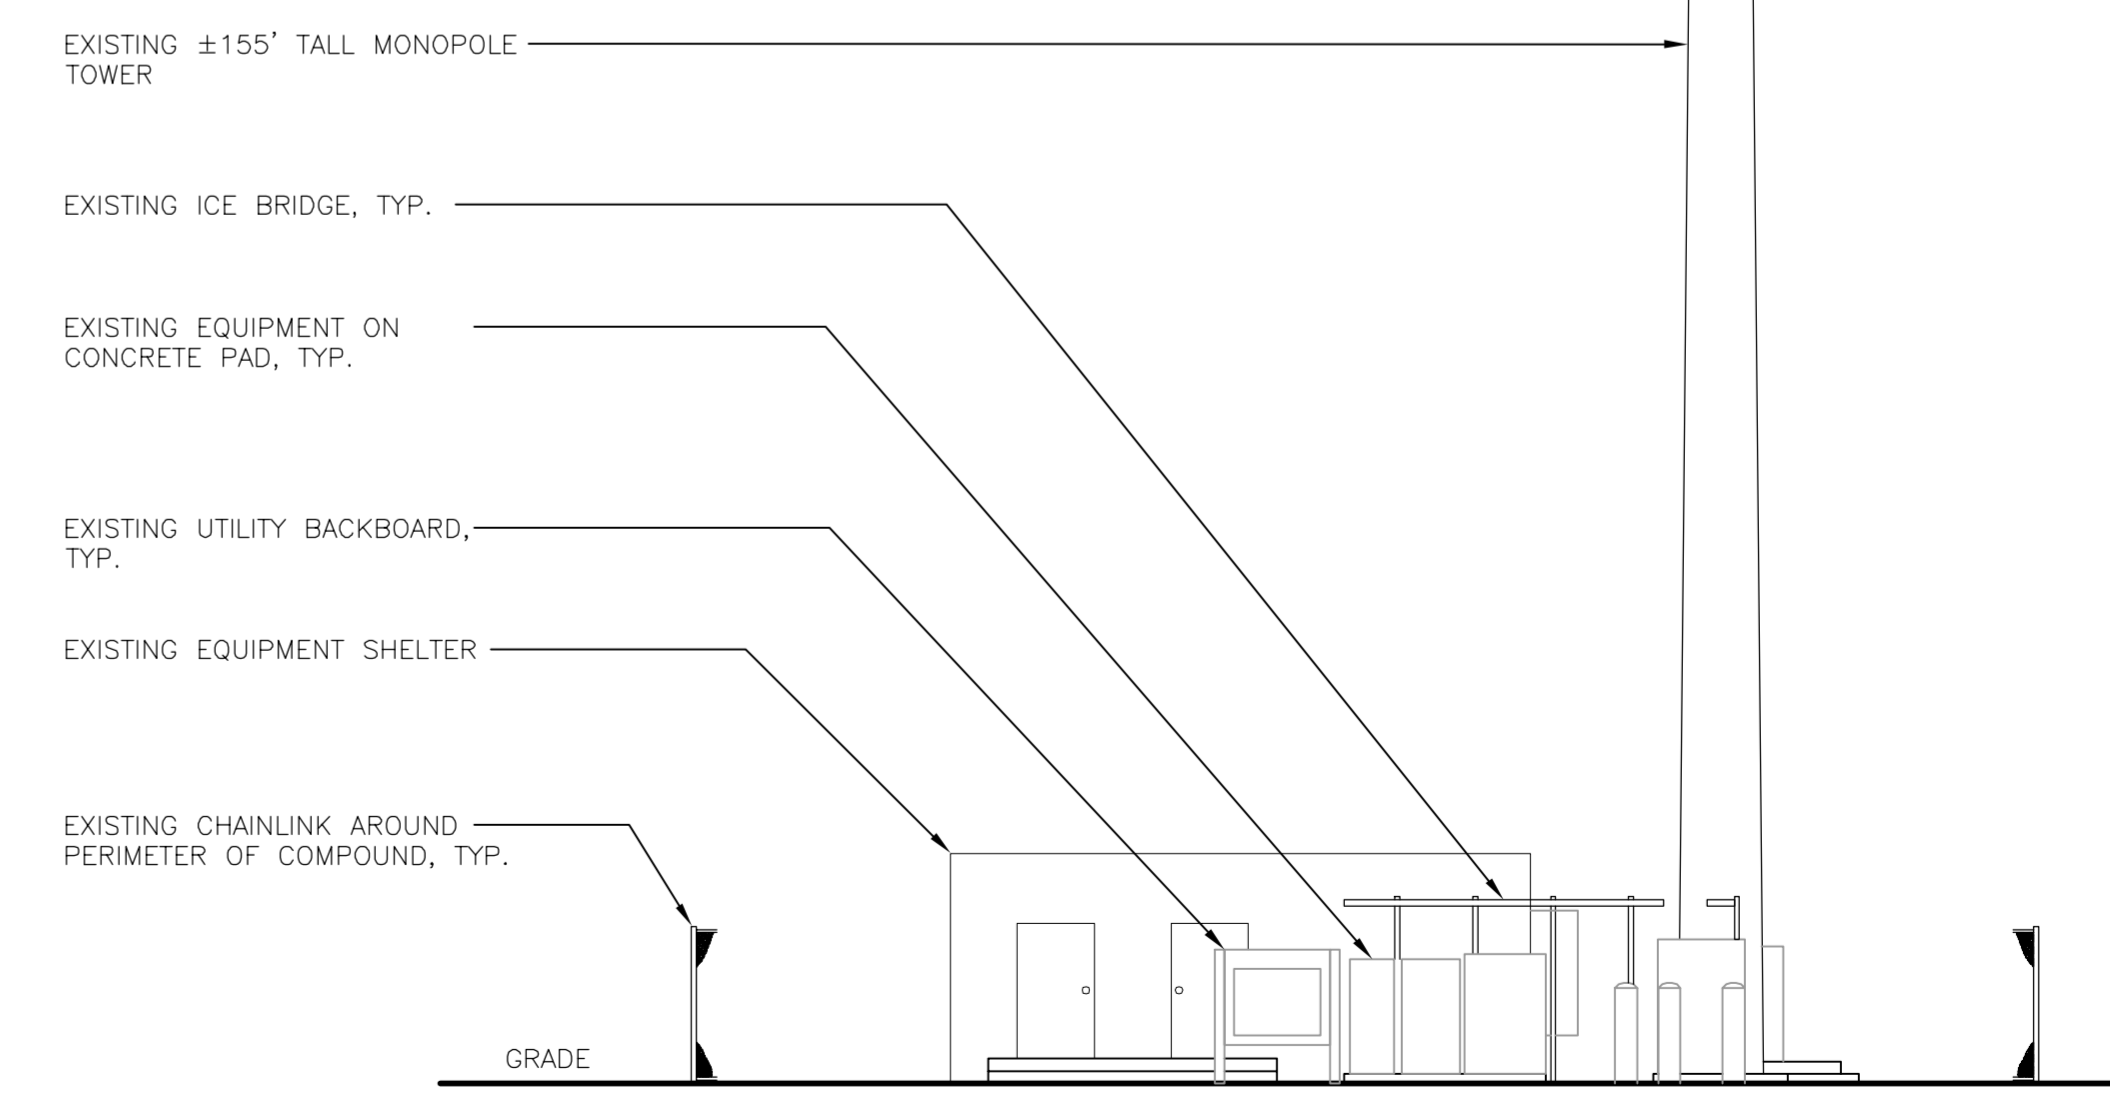 EXISTING ±155' TALL MONOPOLE
TOWER
EXISTING ICE BRIDGE, TYP.
EXISTING EQUIPMENT ON
CONCRETE PAD, TYP.
EXISTING UTILITY BACKBOARD,
TYP.
EXISTING EQUIPMENT SHELTER
EXISTING CHAINLINK AROUND
PERIMETER OF COMPOUND, TYP.
GRADE